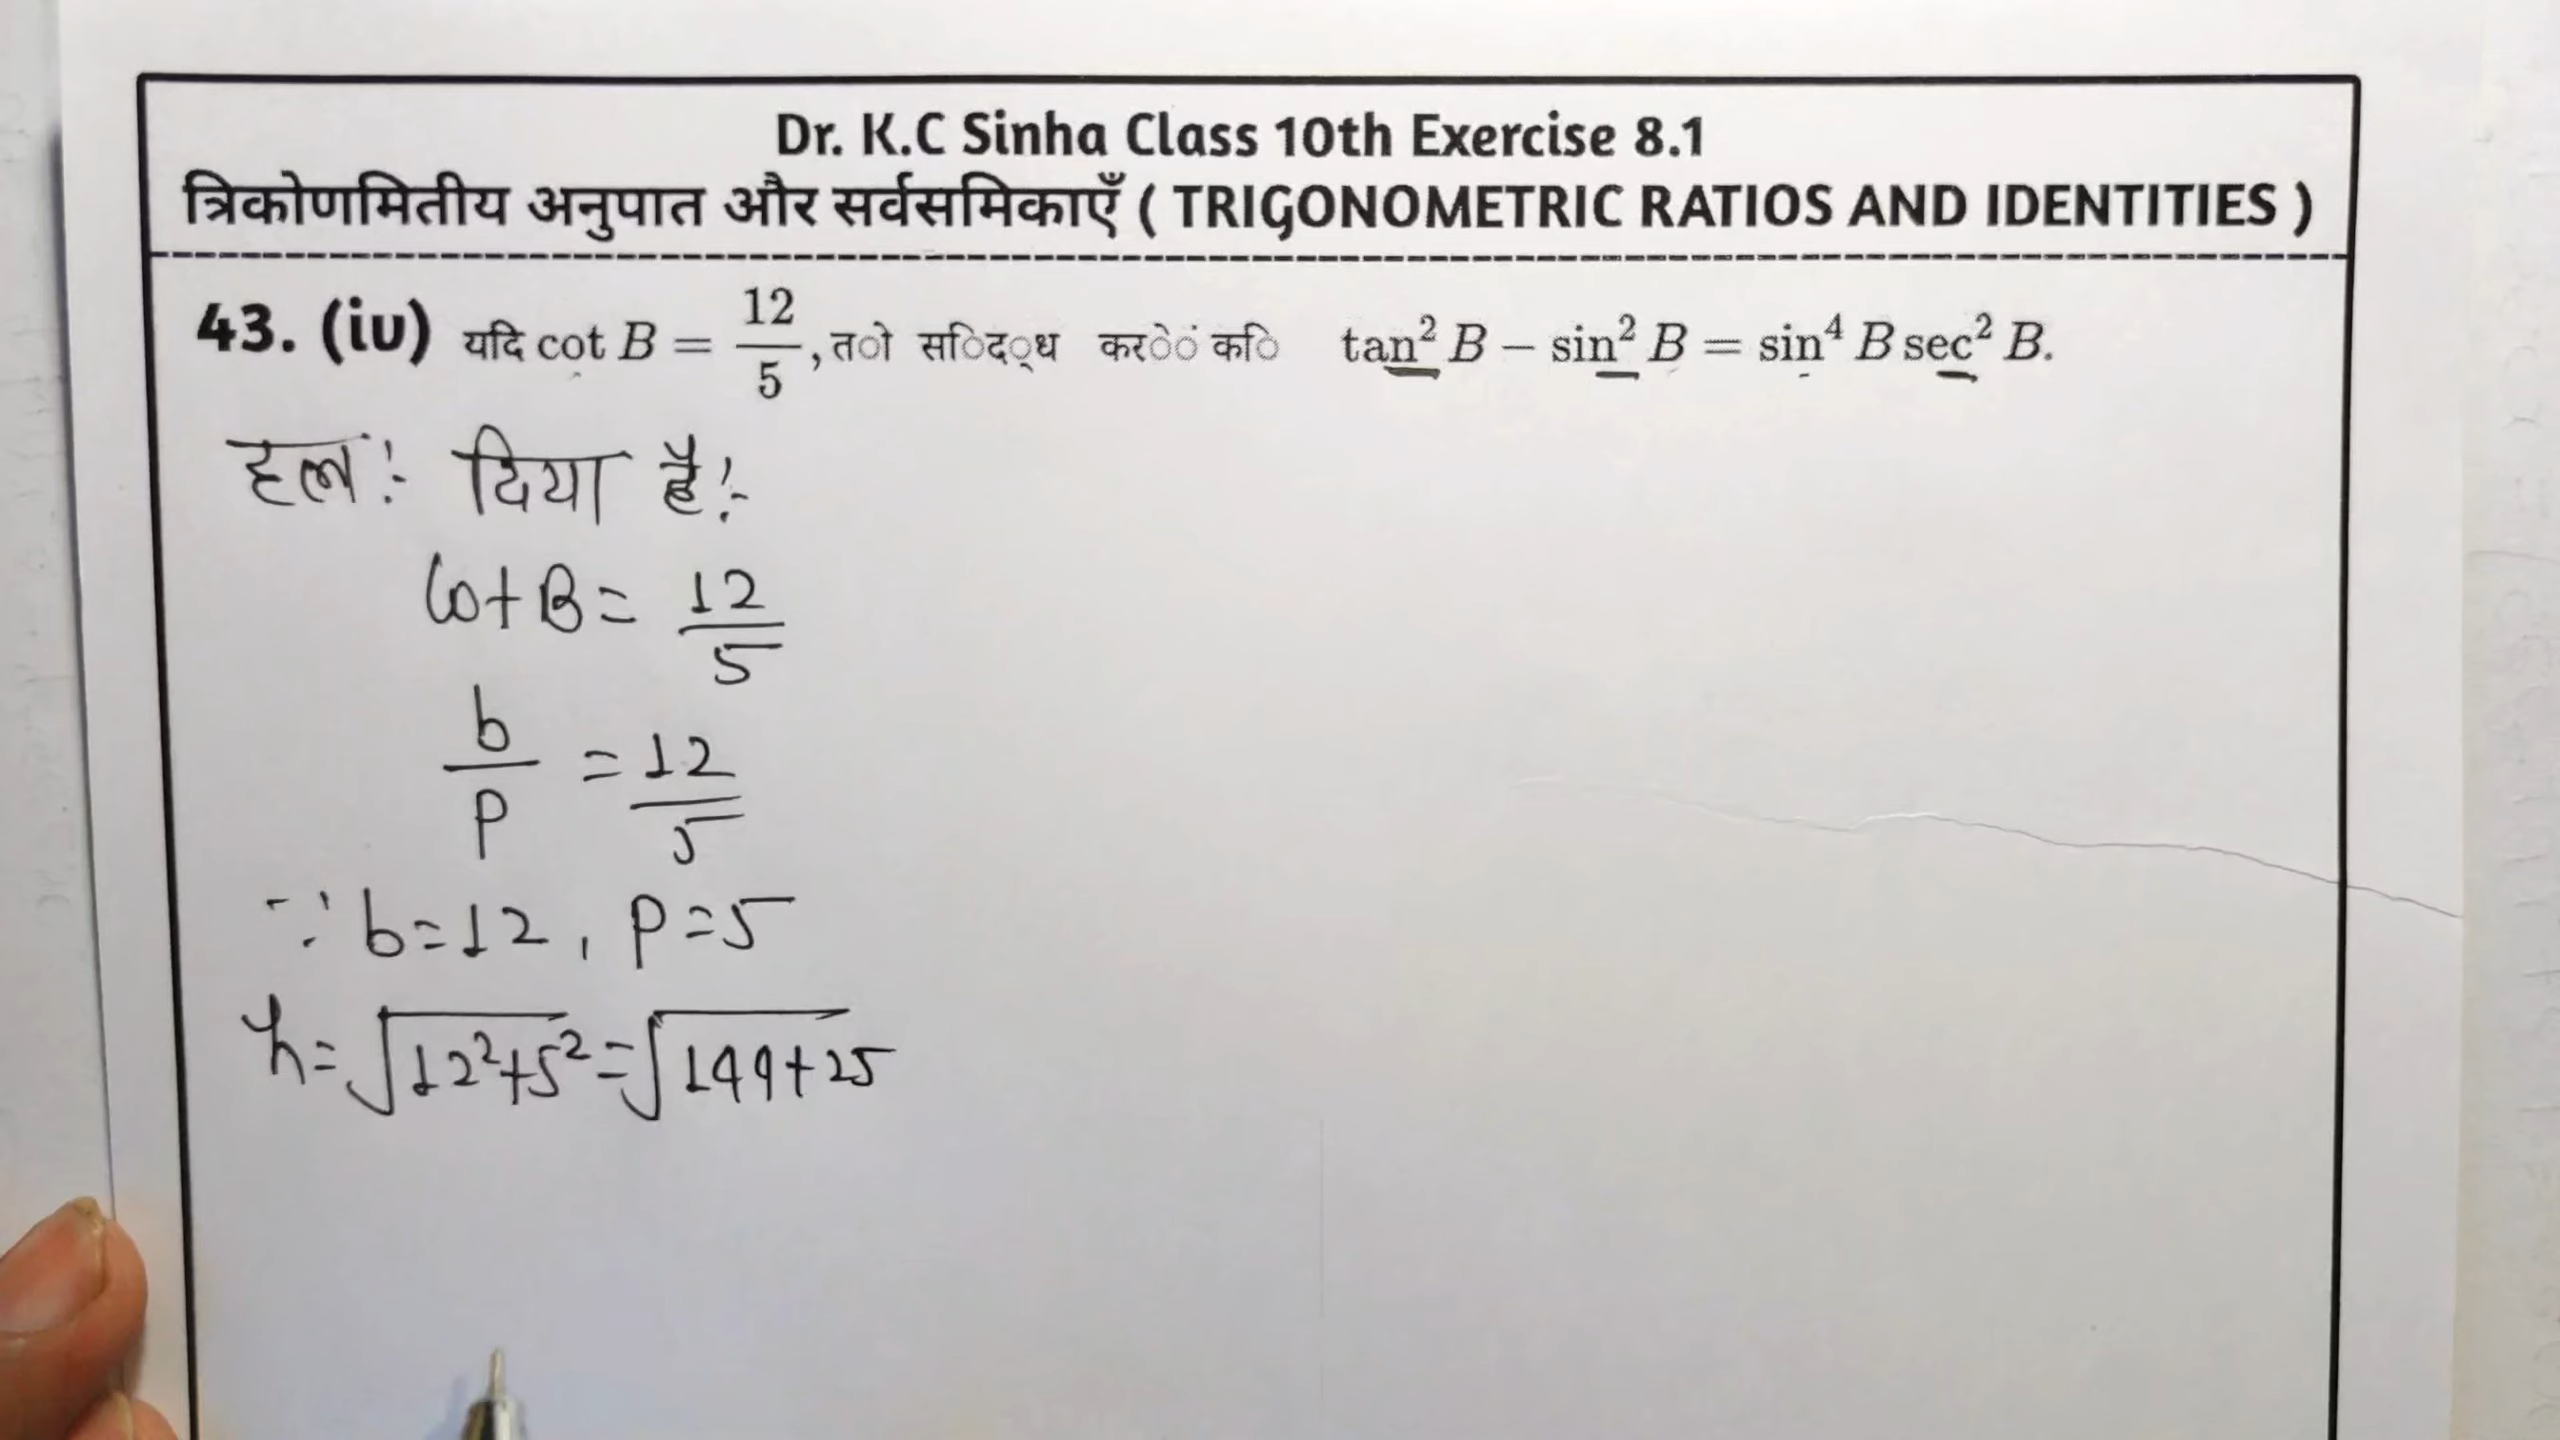 Dr. K.C Sinha Class 10th Exercise 8.1
त्रिकोणमितीय अनुपात और सर्वसमिकाएँ ( TRIGONOMETRIC RATIOS AND IDENTITIES )
43. (iv) यदि cot B = 12/5, तो सिद्ध करें कि tan² B − sin² B = sin⁴ B sec² B.
हल:- दिया है:-
Cot B = 12/5
b/P = 12/5
∵ b=12, P=5
h = √12²+5² = √144+25